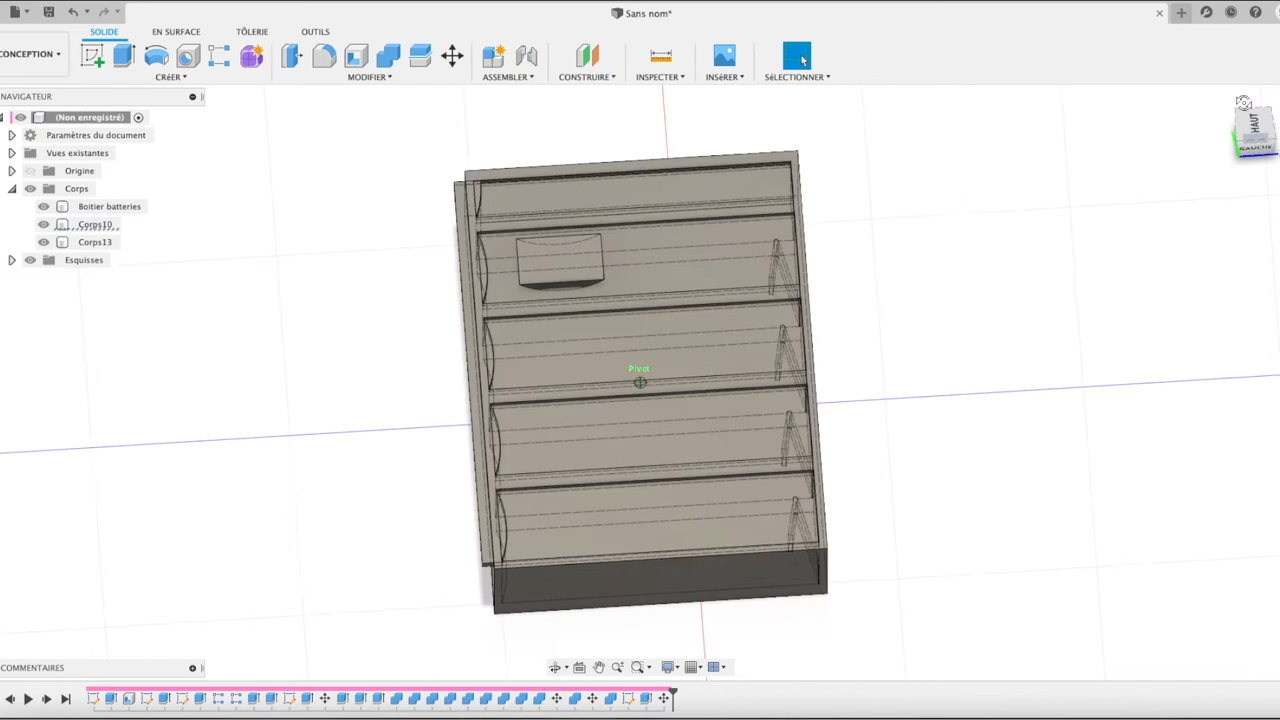 Sans nom*
SOLIDE EN SURFACE TÔLERIE OUTILS
CONCEPTION
CRÉER MODIFIER ASSEMBLER CONSTRUIRE INSPECTER INSÉRER SÉLECTIONNER
NAVIGATEUR
(Non enregistré)
Paramètres du document
Vues existantes
Origine
Corps
Boitier batteries
Corps10
Corps13
Esquisses
HAUT
GAUCHE
Pivot
COMMENTAIRES